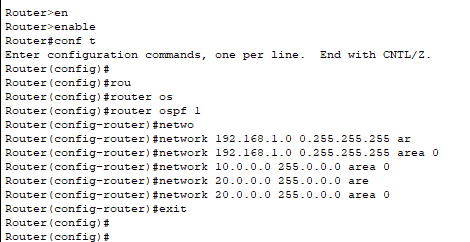 Router>en
Router>enable
Router#conf t
Enter configuration commands, one per line.  End with CNTL/Z.
Router(config)#
Router(config)#rou
Router(config)#router os
Router(config)#router ospf 1
Router(config-router)#netwo
Router(config-router)#network 192.168.1.0 0.255.255.255 ar
Router(config-router)#network 192.168.1.0 0.255.255.255 area 0
Router(config-router)#network 10.0.0.0 255.0.0.0 area 0
Router(config-router)#network 20.0.0.0 255.0.0.0 are
Router(config-router)#network 20.0.0.0 255.0.0.0 area 0
Router(config-router)#exit
Router(config)#
Router(config)#